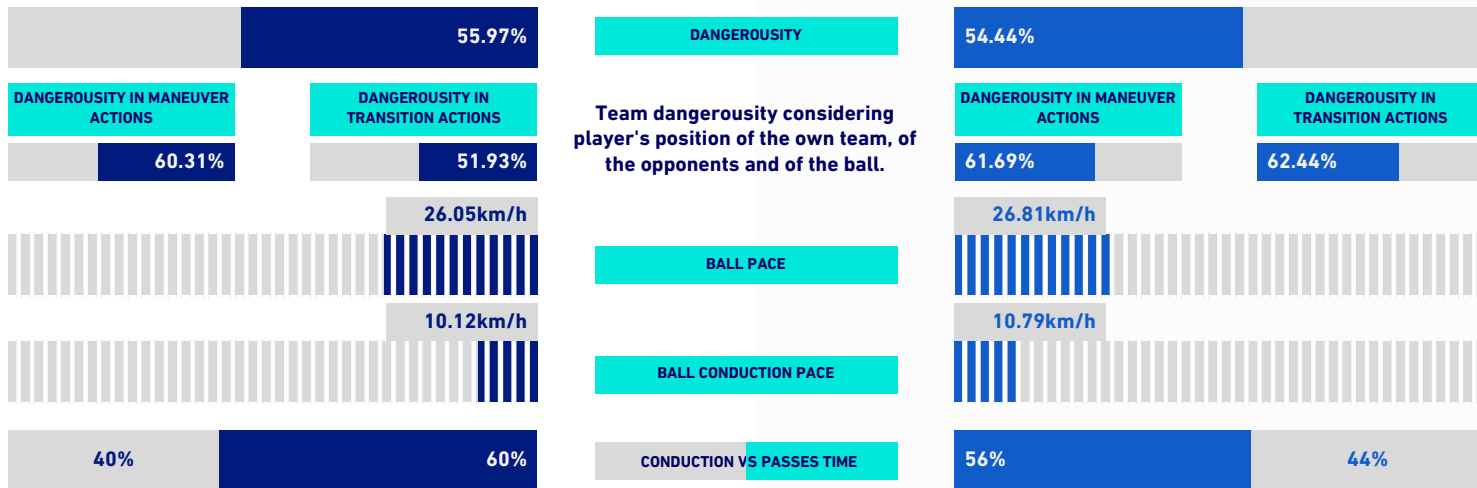 55.97%
DANGEROUSITY
54.44%
DANGEROUSITY IN MANEUVER
ACTIONS
DANGEROUSITY IN
TRANSITION ACTIONS
60.31%
51.93%
Team dangerousity considering
player's position of the own team, of
the opponents and of the ball.
DANGEROUSITY IN MANEUVER
ACTIONS
DANGEROUSITY IN
TRANSITION ACTIONS
61.69%
62.44%
26.05km/h
BALL PACE
26.81km/h
10.12km/h
BALL CONDUCTION PACE
10.79km/h
40%
60%
CONDUCTION VS PASSES TIME
56%
44%